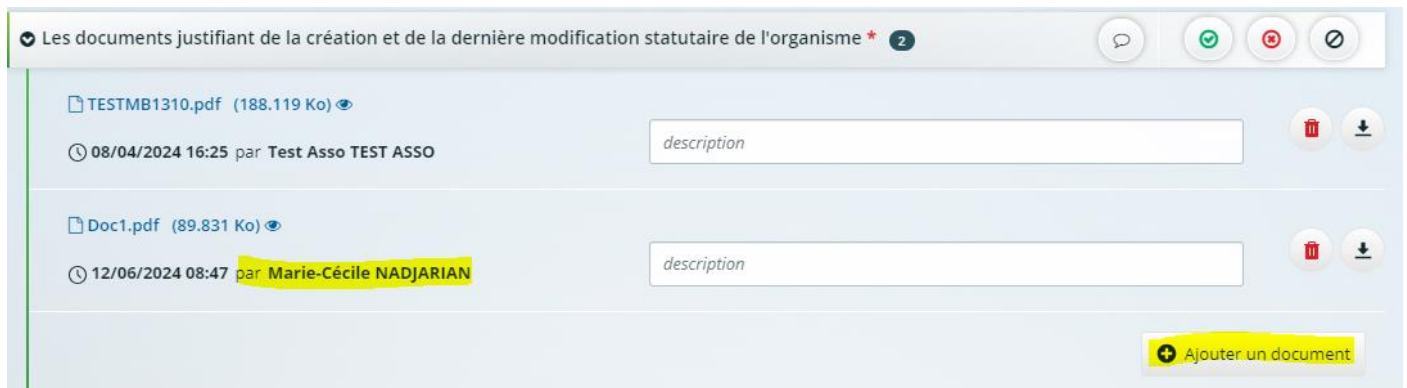 Les documents justifiant de la création et de la dernière modification statutaire de l'organisme * 2
TESTMB1310.pdf (188.119 Ko)
description
08/04/2024 16:25 par Test Asso TEST ASSO
Doc1.pdf (89.831 Ko)
description
12/06/2024 08:47 par Marie-Cécile NADJARIAN
Ajouter un document